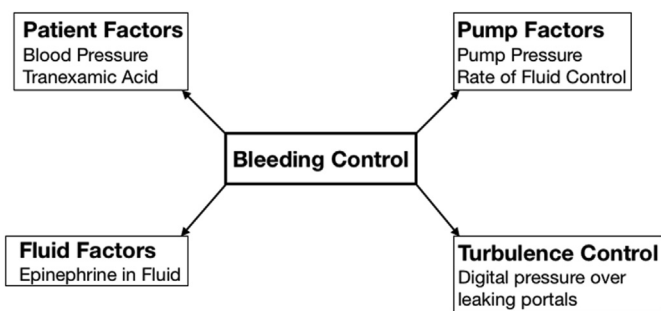 Patient Factors
Blood Pressure
Tranexamic Acid
Pump Factors
Pump Pressure
Rate of Fluid Control
Bleeding Control
Fluid Factors
Epinephrine in Fluid
Turbulence Control
Digital pressure over
leaking portals